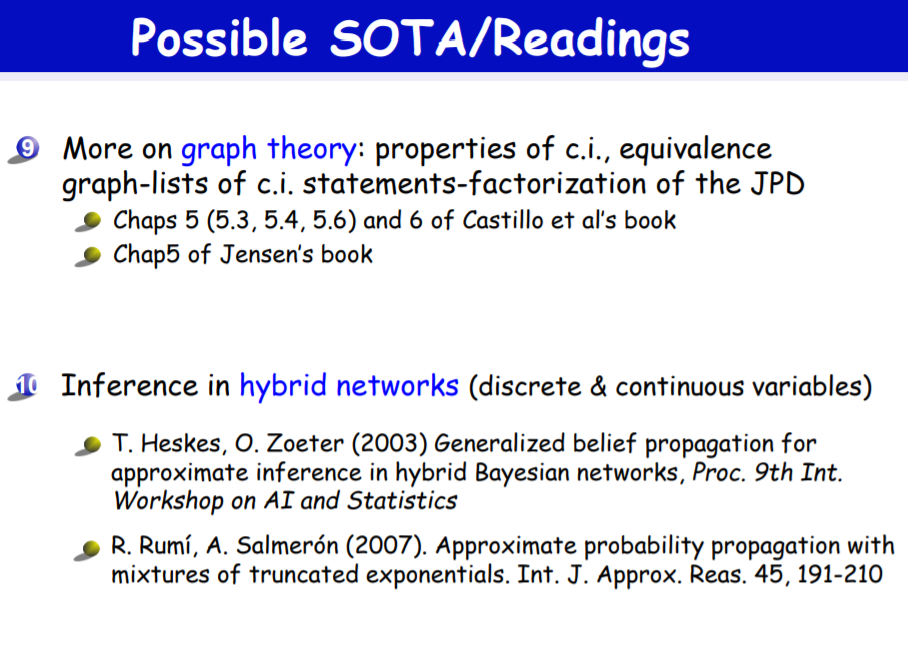 Possible SOTA/Readings
9 More on graph theory: properties of c.i., equivalence
graph-lists of c.i. statements-factorization of the JPD
Chaps 5 (5.3, 5.4, 5.6) and 6 of Castillo et al's book
Chap5 of Jensen's book
10 Inference in hybrid networks (discrete & continuous variables)
T. Heskes, O. Zoeter (2003) Generalized belief propagation for
approximate inference in hybrid Bayesian networks, Proc. 9th Int.
Workshop on AI and Statistics
R. Rumí, A. Salmerón (2007). Approximate probability propagation with
mixtures of truncated exponentials. Int. J. Approx. Reas. 45, 191-210